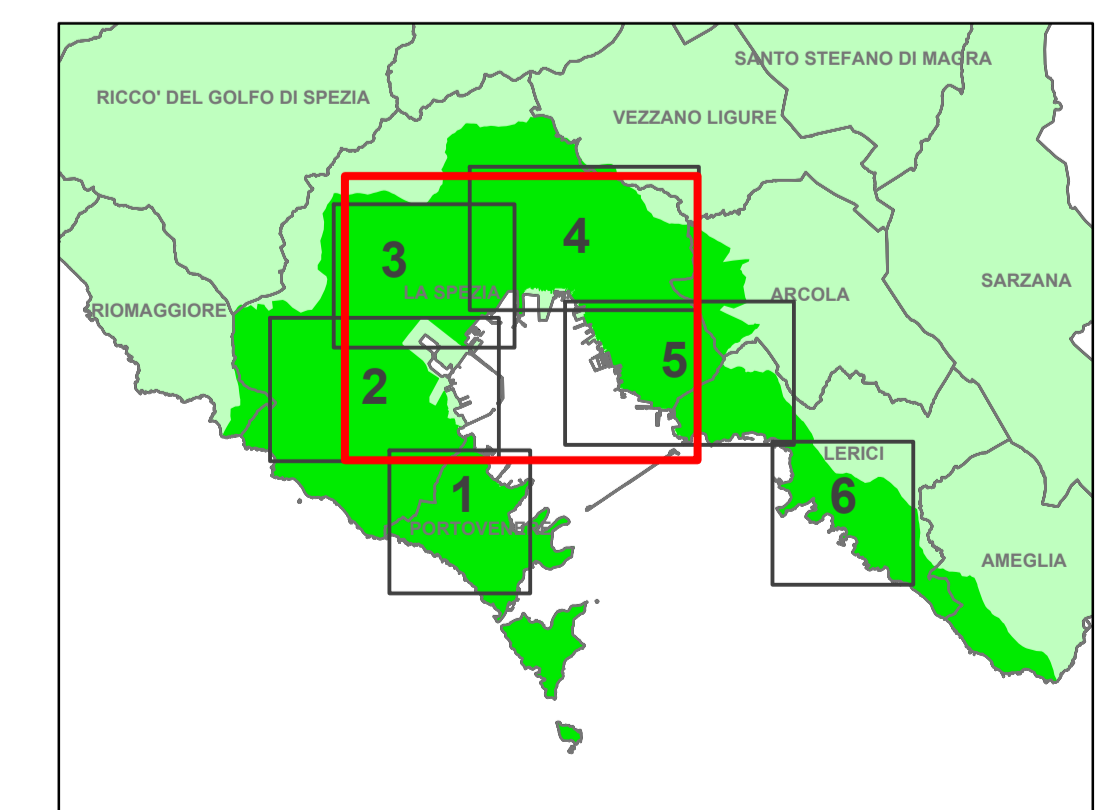 SANTO STEFANO DI MAGRA
RICCO' DEL GOLFO DI SPEZIA
VEZZANO LIGURE
4
3
SARZANA
LA SPEZIA
ARCOLA
RIOMAGGIORE
5
2
LERICI
1
6
PORTOVENERE
AMEGLIA